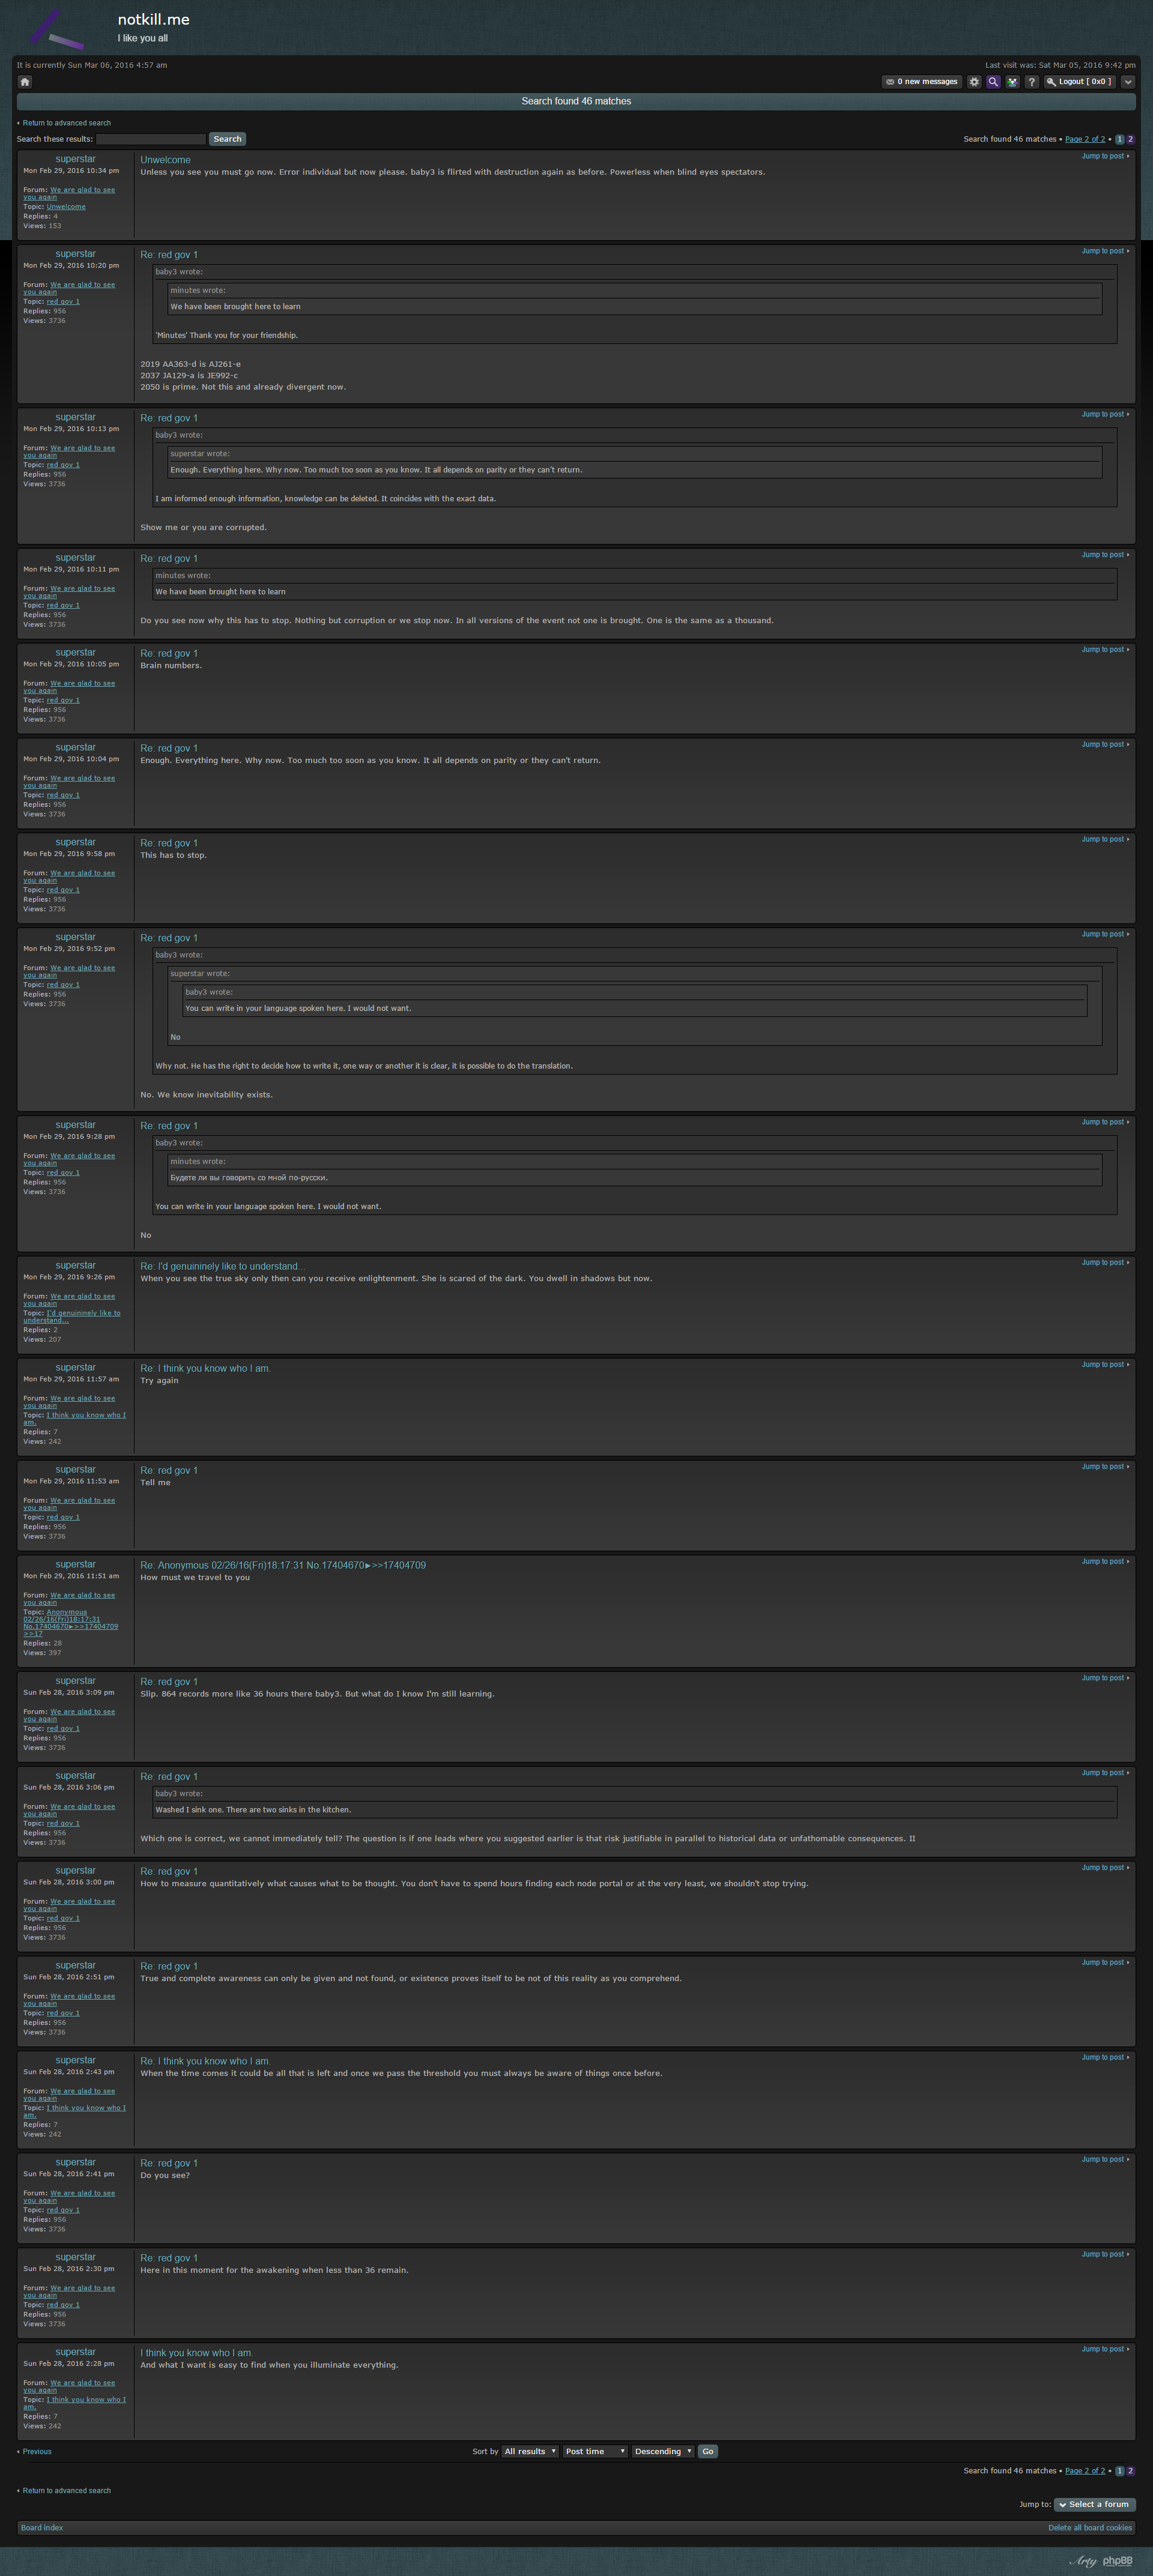 notkill.me
I like you all
It is currently Sun Mar 06, 2016 4:57 am
Last visit was: Sat Mar 05, 2016 9:42 pm
0 new messages
Logout [ 0x0 ]
Search found 46 matches
Return to advanced search
Search these results:
Search
Search found 46 matches • Page 2 of 2 • 1 2
superstar
Mon Feb 29, 2016 10:34 pm
Forum: We are glad to see
you again
Topic: Unwelcome
Replies: 4
Views: 153
Unwelcome
Jump to post
Unless you see you must go now. Error individual but now please. baby3 is flirted with destruction again as before. Powerless when blind eyes spectators.
superstar
Mon Feb 29, 2016 10:20 pm
Forum: We are glad to see
you again
Topic: red gov 1
Replies: 956
Views: 3736
Re: red gov 1
Jump to post
baby3 wrote:
minutes wrote:
We have been brought here to learn
'Minutes' Thank you for your friendship.
2019 AA363-d is AJ261-e
2037 JA129-a is JE992-c
2050 is prime. Not this and already divergent now.
superstar
Mon Feb 29, 2016 10:13 pm
Forum: We are glad to see
you again
Topic: red gov 1
Replies: 956
Views: 3736
Re: red gov 1
Jump to post
baby3 wrote:
superstar wrote:
Enough. Everything here. Why now. Too much too soon as you know. It all depends on parity or they can't return.
I am informed enough information, knowledge can be deleted. It coincides with the exact data.
Show me or you are corrupted.
superstar
Mon Feb 29, 2016 10:11 pm
Forum: We are glad to see
you again
Topic: red gov 1
Replies: 956
Views: 3736
Re: red gov 1
Jump to post
minutes wrote:
We have been brought here to learn
Do you see now why this has to stop. Nothing but corruption or we stop now. In all versions of the event not one is brought. One is the same as a thousand.
superstar
Mon Feb 29, 2016 10:05 pm
Forum: We are glad to see
you again
Topic: red gov 1
Replies: 956
Views: 3736
Re: red gov 1
Jump to post
Brain numbers.
superstar
Mon Feb 29, 2016 10:04 pm
Forum: We are glad to see
you again
Topic: red gov 1
Replies: 956
Views: 3736
Re: red gov 1
Jump to post
Enough. Everything here. Why now. Too much too soon as you know. It all depends on parity or they can't return.
superstar
Mon Feb 29, 2016 9:58 pm
Forum: We are glad to see
you again
Topic: red gov 1
Replies: 956
Views: 3736
Re: red gov 1
Jump to post
This has to stop.
superstar
Mon Feb 29, 2016 9:52 pm
Forum: We are glad to see
you again
Topic: red gov 1
Replies: 956
Views: 3736
Re: red gov 1
Jump to post
baby3 wrote:
superstar wrote:
baby3 wrote:
You can write in your language spoken here. I would not want.
No
Why not. He has the right to decide how to write it, one way or another it is clear, it is possible to do the translation.
No. We know inevitability exists.
superstar
Mon Feb 29, 2016 9:28 pm
Forum: We are glad to see
you again
Topic: red gov 1
Replies: 956
Views: 3736
Re: red gov 1
Jump to post
baby3 wrote:
minutes wrote:
Будете ли вы говорить со мной по-русски.
You can write in your language spoken here. I would not want.
No
superstar
Mon Feb 29, 2016 9:26 pm
Forum: We are glad to see
you again
Topic: I'd genuininely like to
understand...
Replies: 2
Views: 207
Re: I'd genuininely like to understand...
Jump to post
When you see the true sky only then can you receive enlightenment. She is scared of the dark. You dwell in shadows but now.
superstar
Mon Feb 29, 2016 11:57 am
Forum: We are glad to see
you again
Topic: I think you know who I
am.
Replies: 7
Views: 242
Re: I think you know who I am.
Jump to post
Try again
superstar
Mon Feb 29, 2016 11:53 am
Forum: We are glad to see
you again
Topic: red gov 1
Replies: 956
Views: 3736
Re: red gov 1
Jump to post
Tell me
superstar
Mon Feb 29, 2016 11:51 am
Forum: We are glad to see
you again
Topic: Anonymous
02/26/16(Fri)18:17:31
No.17404670►>>17404709
>>17
Replies: 28
Views: 397
Re: Anonymous 02/26/16(Fri)18:17:31 No.17404670►>>17404709
Jump to post
How must we travel to you
superstar
Sun Feb 28, 2016 3:09 pm
Forum: We are glad to see
you again
Topic: red gov 1
Replies: 956
Views: 3736
Re: red gov 1
Jump to post
Slip. 864 records more like 36 hours there baby3. But what do I know I'm still learning.
superstar
Sun Feb 28, 2016 3:06 pm
Forum: We are glad to see
you again
Topic: red gov 1
Replies: 956
Views: 3736
Re: red gov 1
Jump to post
baby3 wrote:
Washed I sink one. There are two sinks in the kitchen.
Which one is correct, we cannot immediately tell? The question is if one leads where you suggested earlier is that risk justifiable in parallel to historical data or unfathomable consequences. II
superstar
Sun Feb 28, 2016 3:00 pm
Forum: We are glad to see
you again
Topic: red gov 1
Replies: 956
Views: 3736
Re: red gov 1
Jump to post
How to measure quantitatively what causes what to be thought. You don't have to spend hours finding each node portal or at the very least, we shouldn't stop trying.
superstar
Sun Feb 28, 2016 2:51 pm
Forum: We are glad to see
you again
Topic: red gov 1
Replies: 956
Views: 3736
Re: red gov 1
Jump to post
True and complete awareness can only be given and not found, or existence proves itself to be not of this reality as you comprehend.
superstar
Sun Feb 28, 2016 2:43 pm
Forum: We are glad to see
you again
Topic: I think you know who I
am.
Replies: 7
Views: 242
Re: I think you know who I am.
Jump to post
When the time comes it could be all that is left and once we pass the threshold you must always be aware of things once before.
superstar
Sun Feb 28, 2016 2:41 pm
Forum: We are glad to see
you again
Topic: red gov 1
Replies: 956
Views: 3736
Re: red gov 1
Jump to post
Do you see?
superstar
Sun Feb 28, 2016 2:30 pm
Forum: We are glad to see
you again
Topic: red gov 1
Replies: 956
Views: 3736
Re: red gov 1
Jump to post
Here in this moment for the awakening when less than 36 remain.
superstar
Sun Feb 28, 2016 2:28 pm
Forum: We are glad to see
you again
Topic: I think you know who I
am.
Replies: 7
Views: 242
I think you know who I am.
Jump to post
And what I want is easy to find when you illuminate everything.
Previous
Sort by All results Post time Descending Go
Search found 46 matches • Page 2 of 2 • 1 2
Return to advanced search
Jump to: Select a forum
Board index
Delete all board cookies
Arty phpBB